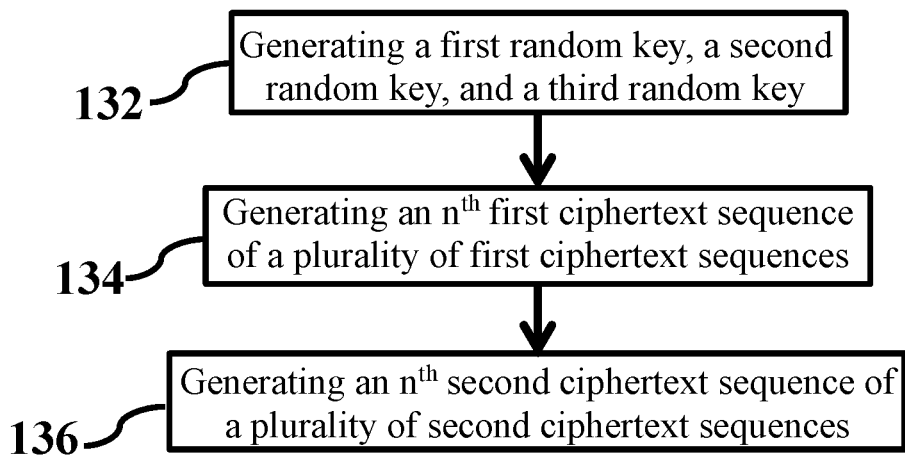 Generating a first random key, a second
random key, and a third random key
132
Generating an nth first ciphertext sequence
of a plurality of first ciphertext sequences
134
Generating an nth second ciphertext sequence of
a plurality of second ciphertext sequences
136